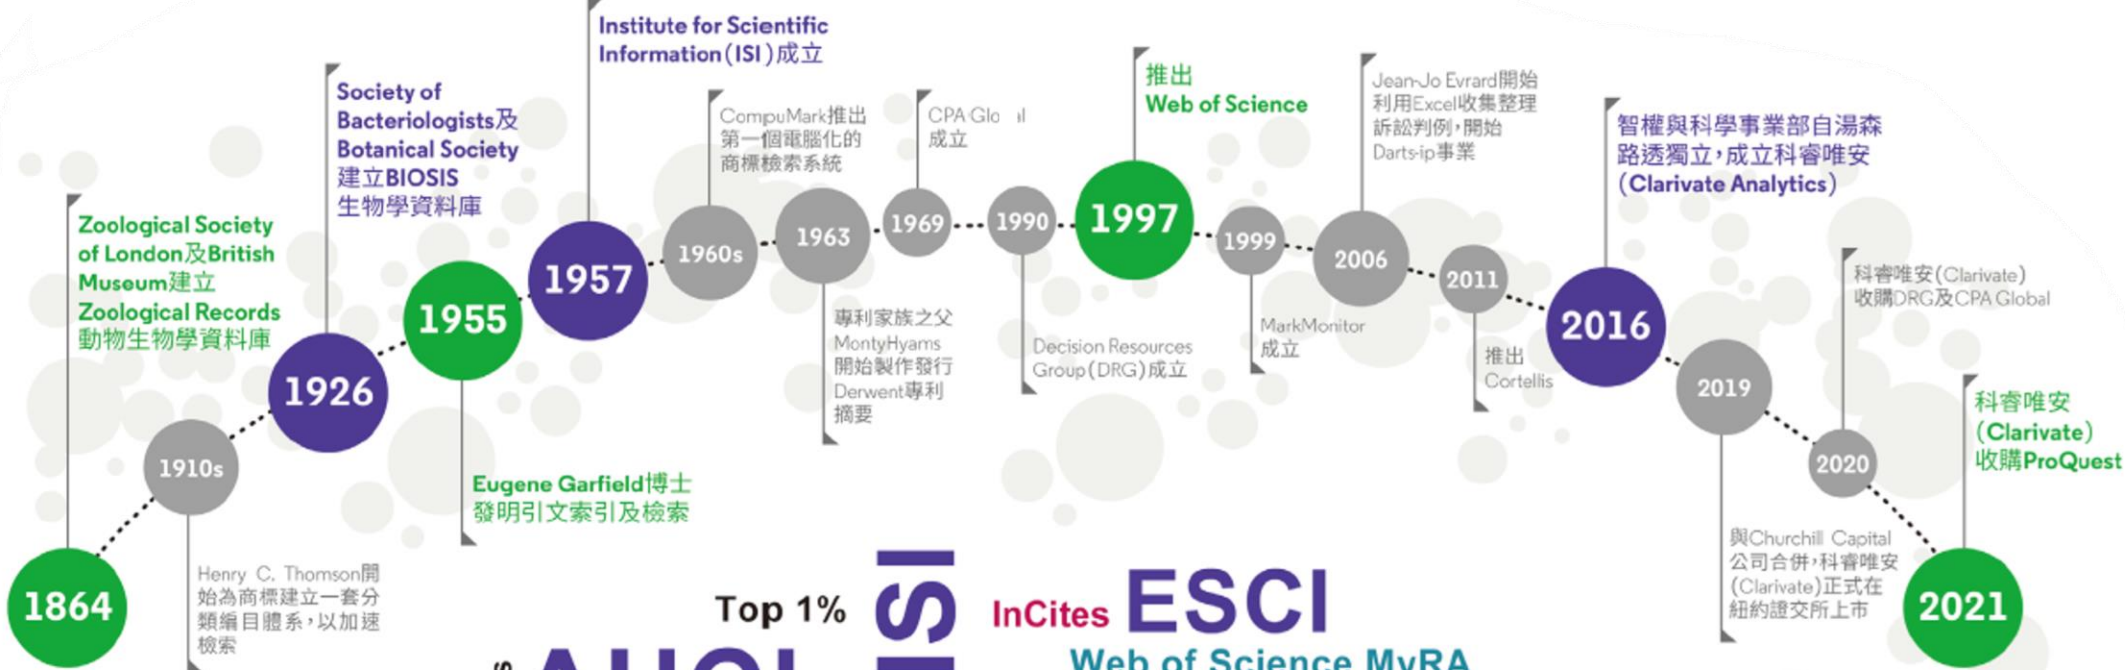 1864
Zoological Society
of London及British
Museum建立
Zoological Records
動物生物學資料庫
1910s
Henry C. Thomson開
始為商標建立一套分
類編目體系,以加速
檢索
1926
Society of
Bacteriologists及
Botanical Society
建立BIOSIS
生物學資料庫
1955
Eugene Garfield博士
發明引文索引及檢索
1957
Institute for Scientific
Information(ISI)成立
1960s
CompuMark推出
第一個電腦化的
商標檢索系統
1963
專利家族之父
MontyHyams
開始製作發行
Derwent專利
摘要
1969
CPA
成立
1990
Decision Resources
Group(DRG)成立
1997
推出
Web of Science
1999
MarkMonitor
成立
2006
Jean-Jo Evrard開始
利用Excel收集整理
訴訟判例,開始
Darts-ip事業
2011
推出
Cortellis
2016
智權與科學事業部自湯森
路透獨立,成立科睿唯安
(Clarivate Analytics)
2019
與Churchill Capital
公司合併,科睿唯安
(Clarivate)正式在
紐約證交所上市
2020
科睿唯安(Clarivate)
收購DRG及CPA Global
2021
科睿唯安
(Clarivate)
收購ProQuest
Top 1%
ISI
InCites
ESCI
Web of Science MyRA